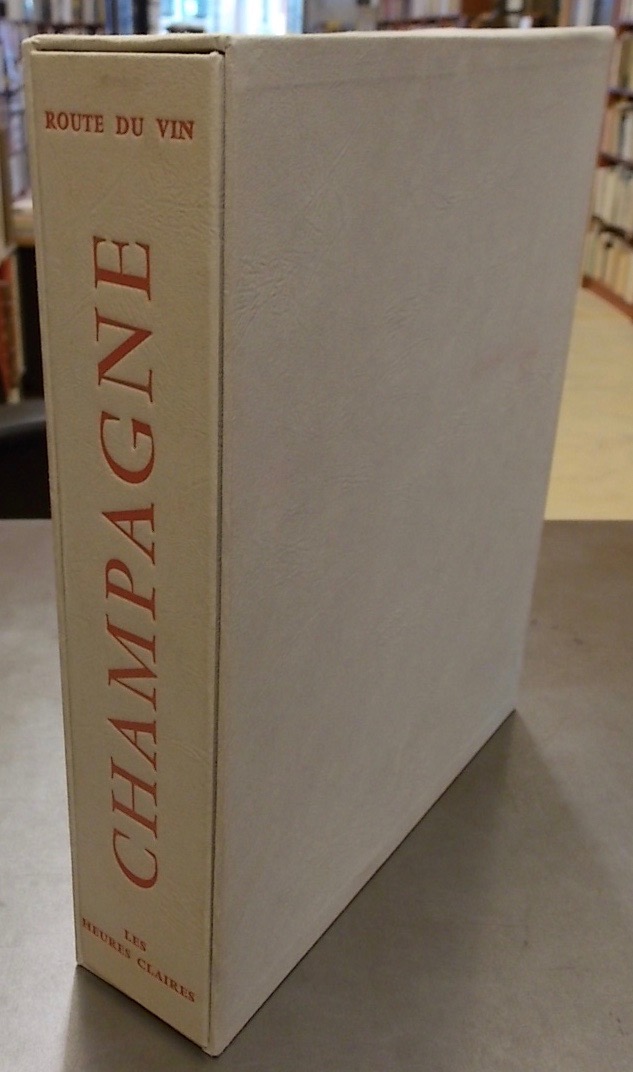 ROUTE DU VIN
CHAMPAGNE
LES
HEURES CLAIRES